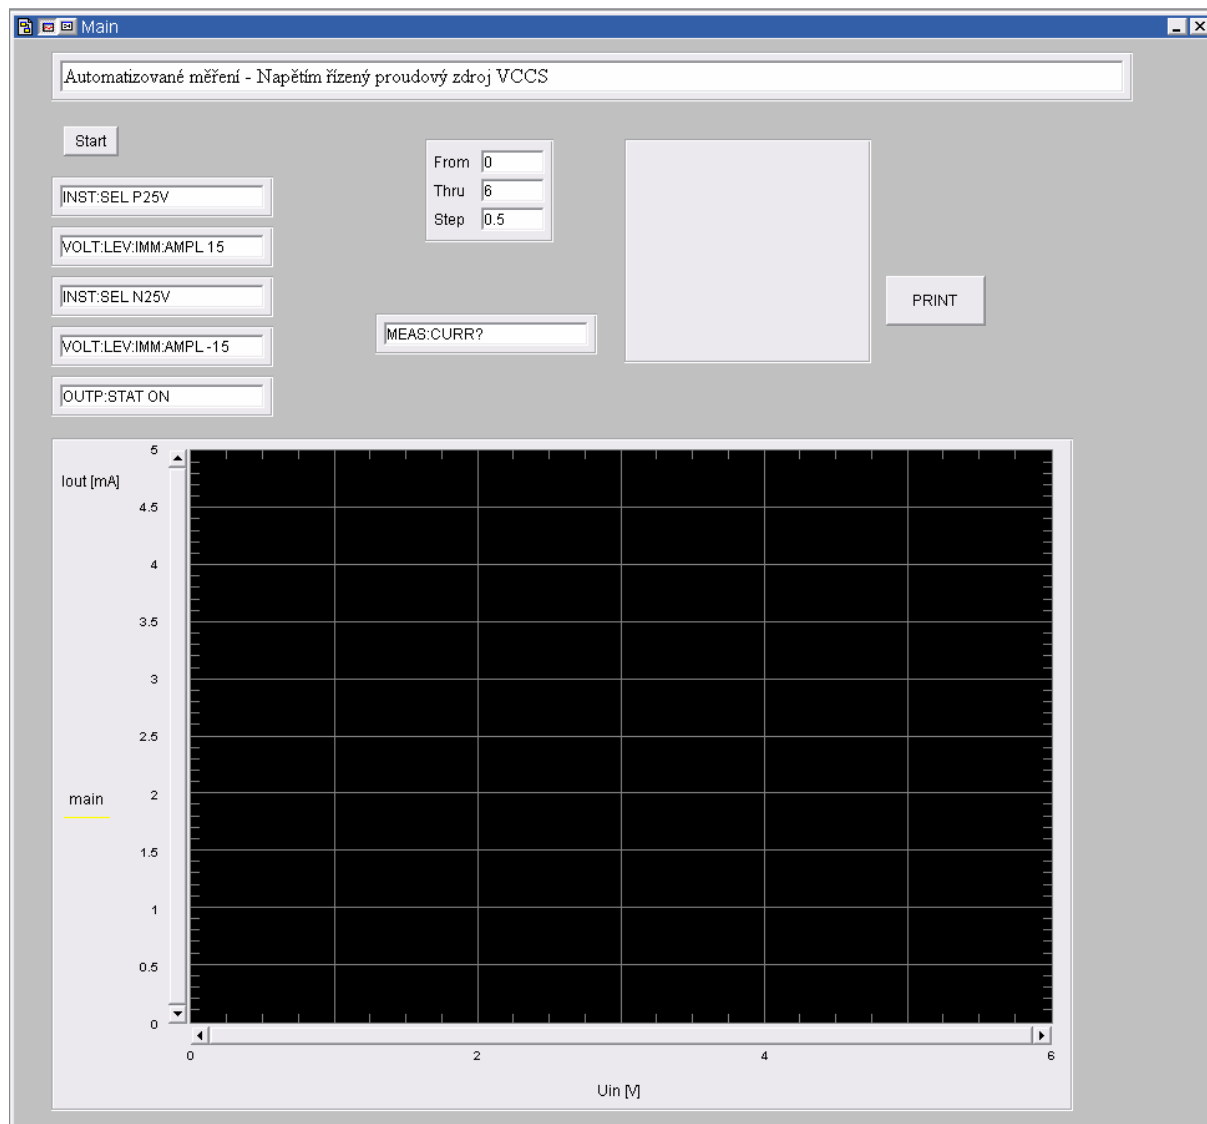 Main
Automatizované měření - Napětím řízený proudový zdroj VCCS
Start
INST:SEL P25V
VOLT:LEV:IMM:AMPL 15
INST:SEL N25V
VOLT:LEV:IMM:AMPL -15
OUTP:STAT ON
From 0
Thru 6
Step 0.5
MEAS:CURR?
PRINT
Iout [mA]
5
4.5
4
3.5
3
2.5
main
2
1.5
1
0.5
0
0 2 4 6
Uin [V]